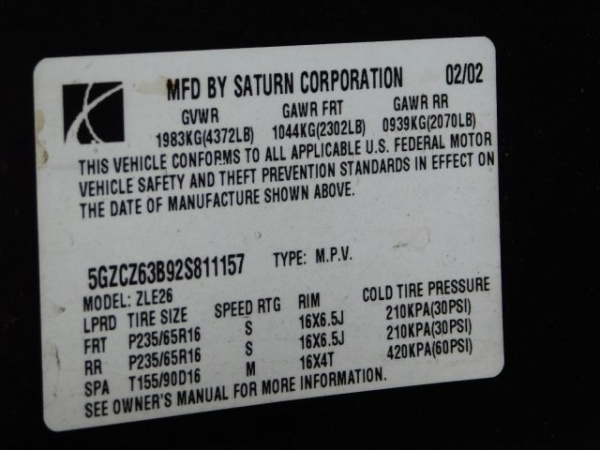 MFD BY SATURN CORPORATION 02/02
GVWR GAWR FRT GAWR RR
1983KG(4372LB) 1044KG(2302LB) 0939KG(2070LB)
THIS VEHICLE CONFORMS TO ALL APPLICABLE U.S. FEDERAL MOTOR
VEHICLE SAFETY AND THEFT PREVENTION STANDARDS IN EFFECT ON
THE DATE OF MANUFACTURE SHOWN ABOVE.
5GZCZ63B92S811157 TYPE: M.P.V.
MODEL: ZLE26
LPRD TIRE SIZE SPEED RTG RIM COLD TIRE PRESSURE
FRT P235/65R16 S 16X6.5J 210KPA(30PSI)
RR P235/65R16 S 16X6.5J 210KPA(30PSI)
SPA T155/90D16 M 16X4T 420KPA(60PSI)
SEE OWNER'S MANUAL FOR MORE INFORMATION